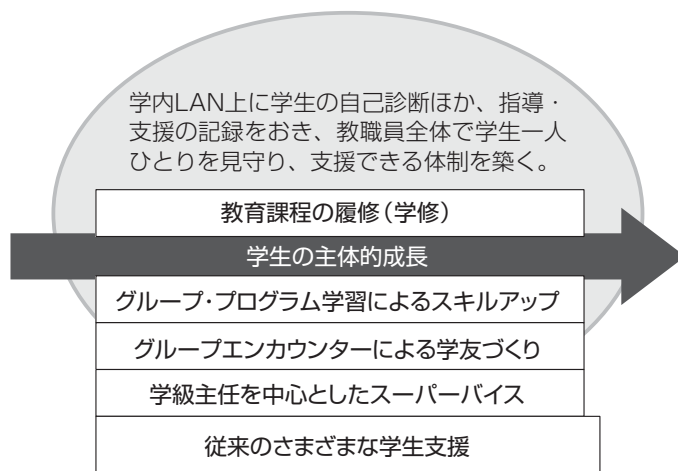 学内LAN上に学生の自己診断ほか、指導・
支援の記録をおき、教職員全体で学生一人
ひとりを見守り、支援できる体制を築く。
教育課程の履修(学修)
学生の主体的成長
グループ・プログラム学習によるスキルアップ
グループエンカウンターによる学友づくり
学級主任を中心としたスーパーバイス
従来のさまざまな学生支援